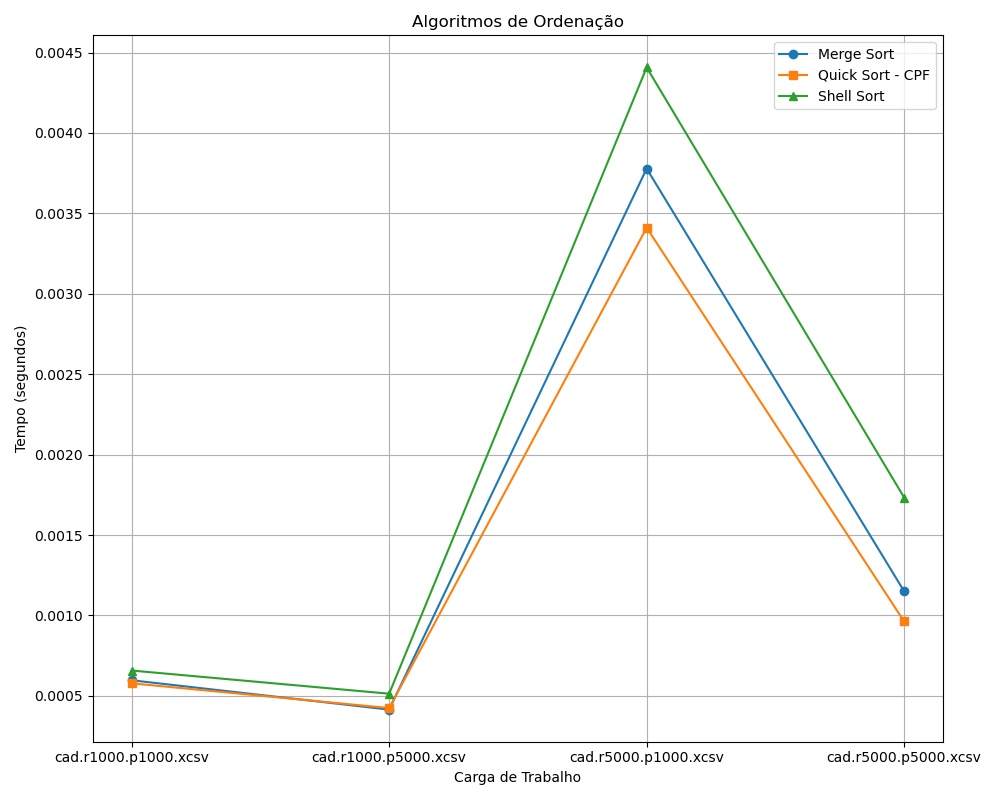 Algoritmos de Ordenação
Merge Sort
Quick Sort - CPF
Shell Sort
Tempo (segundos)
0.0045
0.0040
0.0035
0.0030
0.0025
0.0020
0.0015
0.0010
0.0005
cad.r1000.p1000.xcsv
cad.r1000.p5000.xcsv
cad.r5000.p1000.xcsv
cad.r5000.p5000.xcsv
Carga de Trabalho